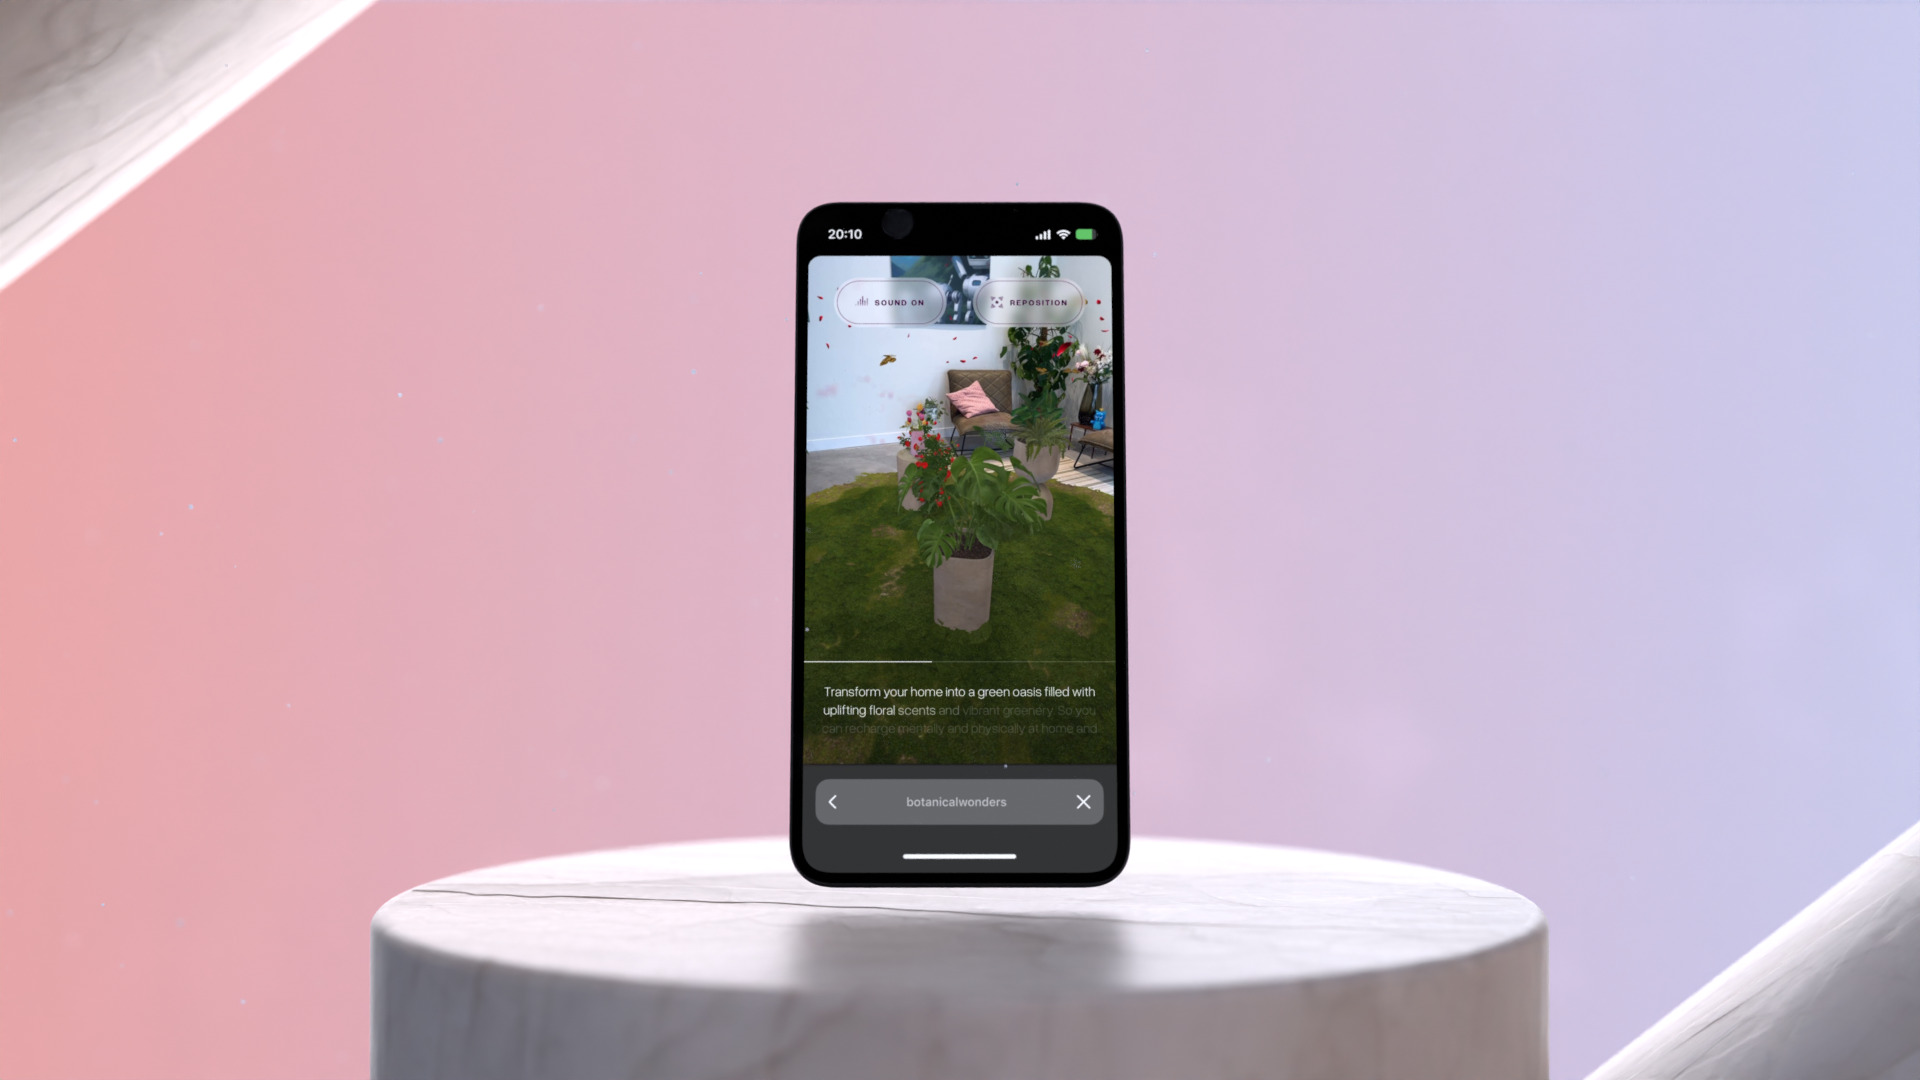 20:10
SOUND ON
REPOSITION
Transform your home into a green oasis filled with
uplifting floral scents and vibrant greenery. So you
can recharge mentally and physically at home and
botanicalwonders